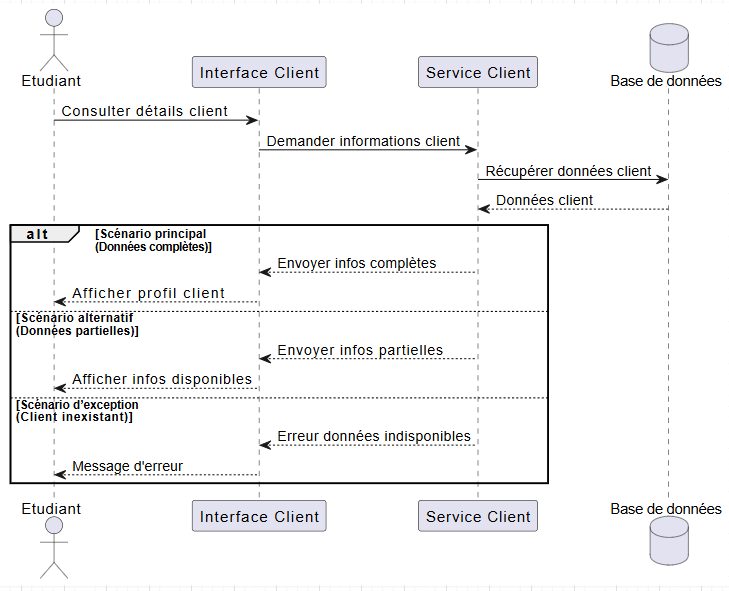 Etudiant
Interface Client
Service Client
Base de données
Consulter détails client
Demander informations client
Récupérer données client
Données client
alt
[Scénario principal
(Données complètes)]
Envoyer infos complètes
Afficher profil client
[Scénario alternatif
(Données partielles)]
Envoyer infos partielles
Afficher infos disponibles
[Scénario d'exception
(Client inexistant)]
Erreur données indisponibles
Message d'erreur
Etudiant
Interface Client
Service Client
Base de données